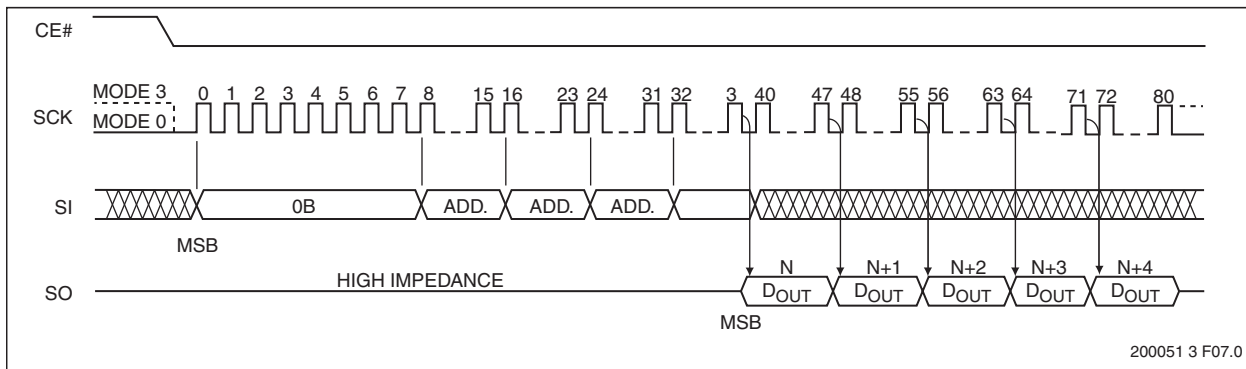 CE#
MODE 3
0 1 2 3 4 5 6 7 8 15 16 23 24 31 32 3 40 47 48 55 56 63 64 71 72 80
SCK
MODE 0
SI
0B ADD. ADD. ADD.
MSB
HIGH IMPEDANCE
N N+1 N+2 N+3 N+4
SO
DOUT DOUT DOUT DOUT DOUT
MSB
200051 3 F07.0